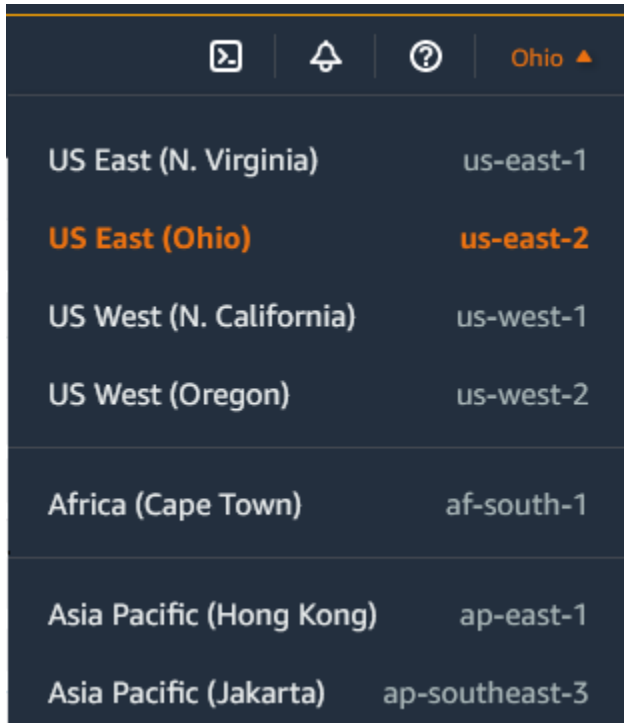 Ohio
US East (N. Virginia) us-east-1
US East (Ohio) us-east-2
US West (N. California) us-west-1
US West (Oregon) us-west-2
Africa (Cape Town) af-south-1
Asia Pacific (Hong Kong) ap-east-1
Asia Pacific (Jakarta) ap-southeast-3